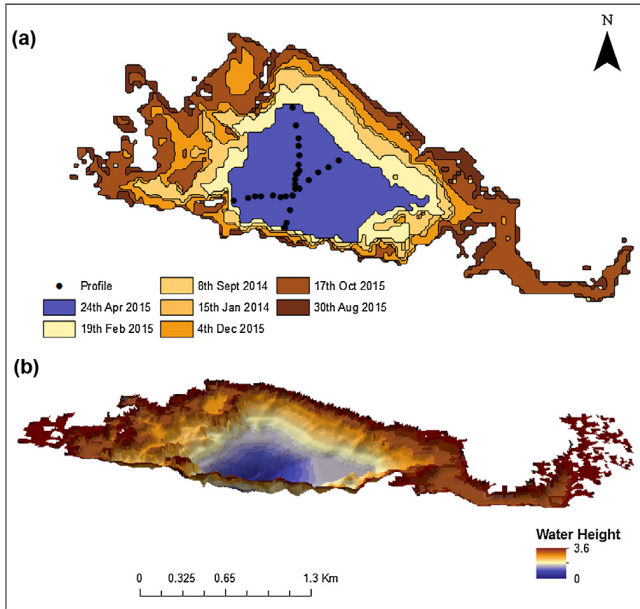 (a)
N
Profile
24th Apr 2015
19th Feb 2015
8th Sept 2014
15th Jan 2014
4th Dec 2015
17th Oct 2015
30th Aug 2015
(b)
Water Height
3.6
0
0 0.325 0.65 1.3 Km